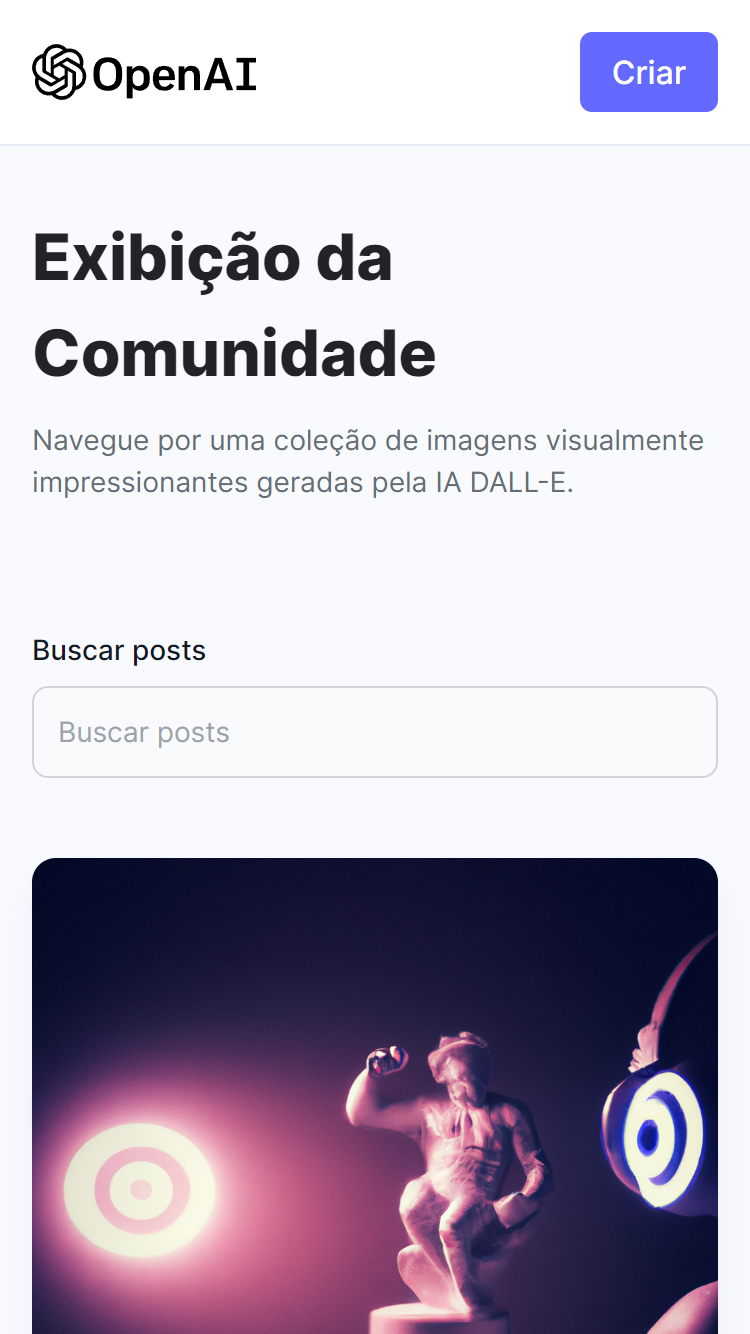 OpenAI
Criar
Exibição da
Comunidade
Navegue por uma coleção de imagens visualmente
impressionantes geradas pela IA DALL-E.
Buscar posts
Buscar posts